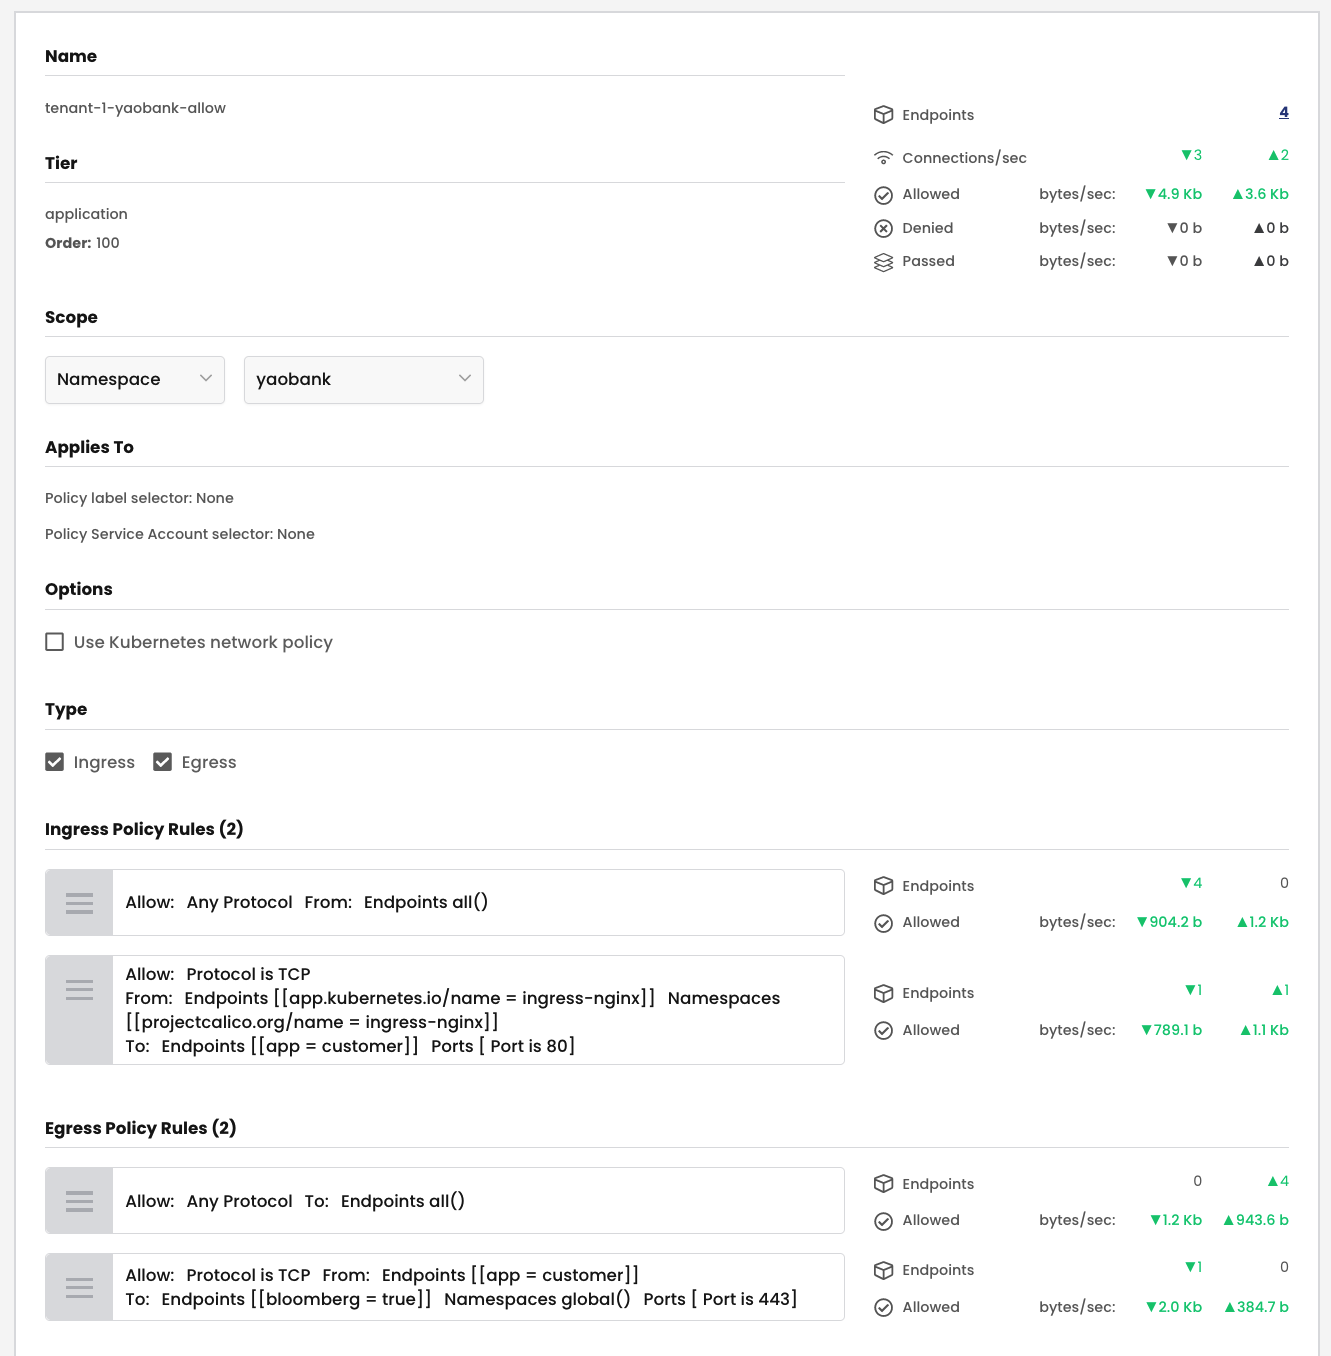 Name
tenant-1-yaobank-allow
Endpoints 4
Connections/sec ▼3 ▲2
Tier
Allowed bytes/sec: ▼4.9 Kb ▲3.6 Kb
application
Denied bytes/sec: ▼0 b ▲0 b
Order: 100
Passed bytes/sec: ▼0 b ▲0 b
Scope
Namespace yaobank
Applies To
Policy label selector: None
Policy Service Account selector: None
Options
Use Kubernetes network policy
Type
Ingress Egress
Ingress Policy Rules (2)
Allow: Any Protocol From: Endpoints all()
Endpoints ▼4 0
Allowed bytes/sec: ▼904.2 b ▲1.2 Kb
Allow: Protocol is TCP
From: Endpoints [[app.kubernetes.io/name = ingress-nginx]] Namespaces
[[projectcalico.org/name = ingress-nginx]]
To: Endpoints [[app = customer]] Ports [ Port is 80]
Endpoints ▼1 ▲1
Allowed bytes/sec: ▼789.1 b ▲1.1 Kb
Egress Policy Rules (2)
Allow: Any Protocol To: Endpoints all()
Endpoints 0 ▲4
Allowed bytes/sec: ▼1.2 Kb ▲943.6 b
Allow: Protocol is TCP From: Endpoints [[app = customer]]
To: Endpoints [[bloomberg = true]] Namespaces global() Ports [ Port is 443]
Endpoints ▼1 0
Allowed bytes/sec: ▼2.0 Kb ▲384.7 b